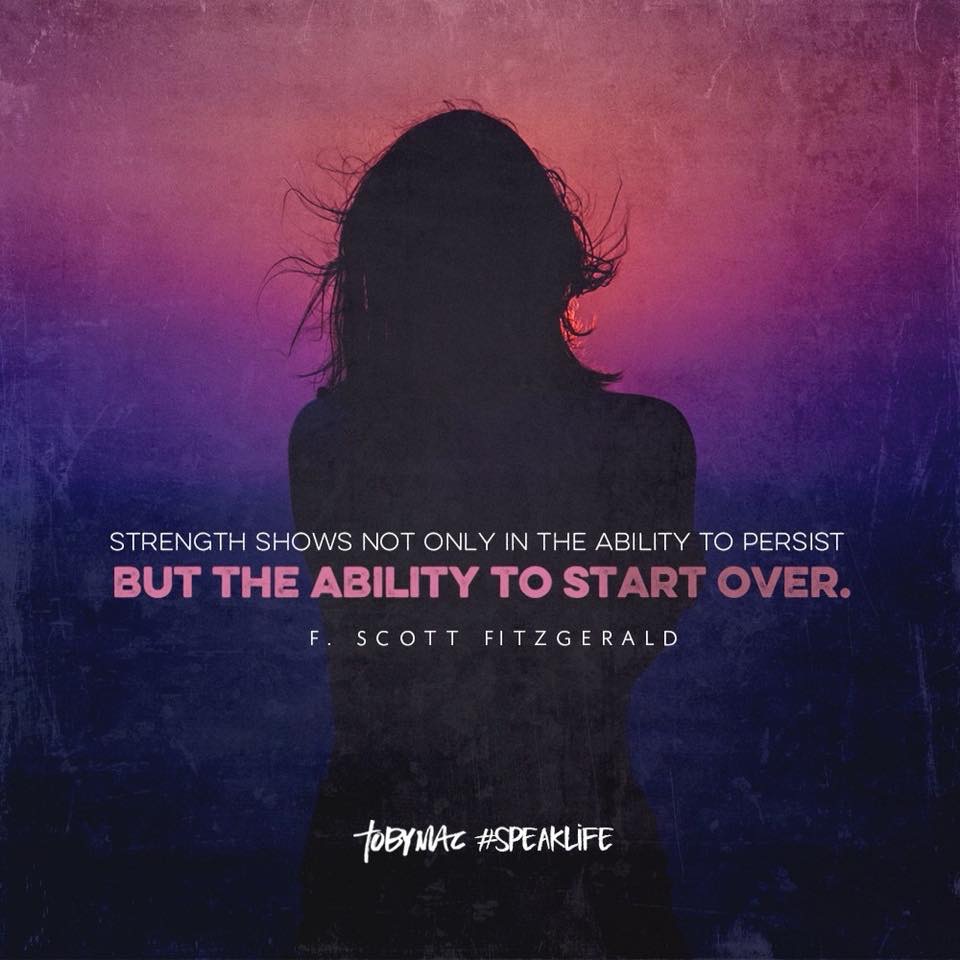 STRENGTH SHOWS NOT ONLY IN THE ABILITY TO PERSIST
BUT THE ABILITY TO START OVER.
F. SCOTT FITZGERALD
TOBYMAC #SPEAKLIFE